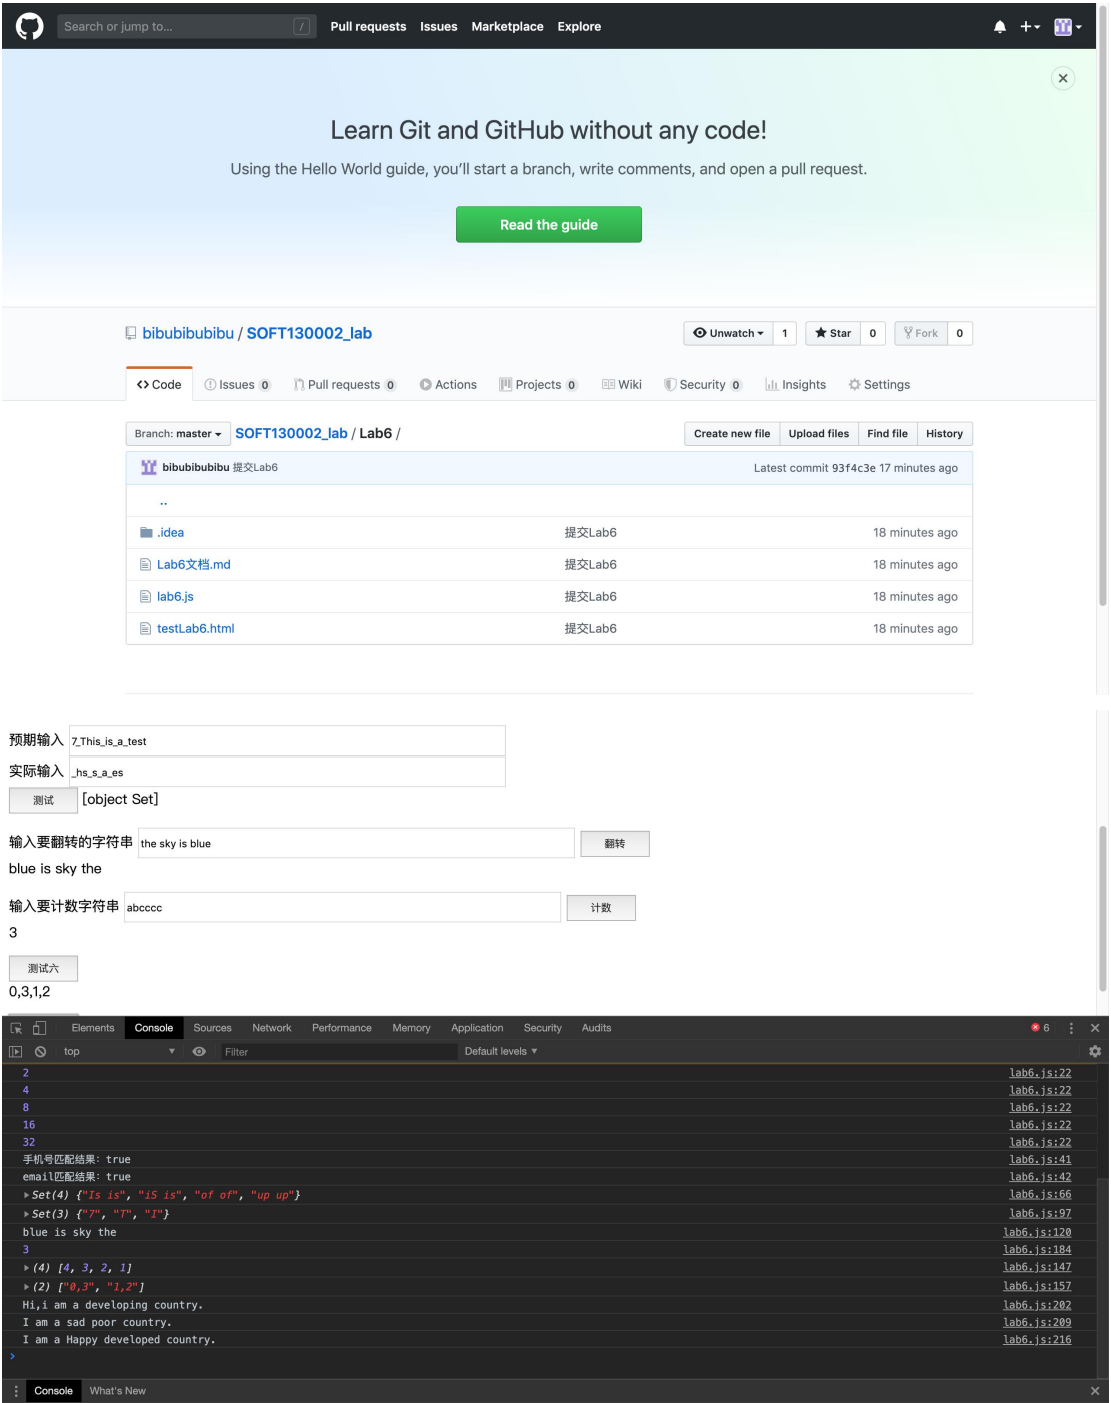 Search or jump to... / Pull requests Issues Marketplace Explore
Learn Git and GitHub without any code!
Using the Hello World guide, you’ll start a branch, write comments, and open a pull request.
Read the guide
bibubibubibu / SOFT130002_lab Unwatch 1 Star 0 Fork 0
Code Issues 0 Pull requests 0 Actions Projects 0 Wiki Security 0 Insights Settings
Branch: master SOFT130002_lab / Lab6 / Create new file Upload files Find file History
bibubibubibu 提交Lab6 Latest commit 93f4c3e 17 minutes ago
..
.idea 提交Lab6 18 minutes ago
Lab6文档.md 提交Lab6 18 minutes ago
lab6.js 提交Lab6 18 minutes ago
testLab6.html 提交Lab6 18 minutes ago
预期输入 7_This_is_a_test
实际输入 _hs_s_a_es
测试 [object Set]
输入要翻转的字符串 the sky is blue 翻转
blue is sky the
输入要计数字符串 abcccc 计数
3
测试六
0,3,1,2
Elements Console Sources Network Performance Memory Application Security Audits 6
top Filter Default levels
2 lab6.js:22
4 lab6.js:22
8 lab6.js:22
16 lab6.js:22
32 lab6.js:22
手机号匹配结果: true lab6.js:41
email匹配结果: true lab6.js:42
Set(4) {"Is is", "iS is", "of of", "up up"} lab6.js:66
Set(3) {"7", "T", "I"} lab6.js:97
blue is sky the lab6.js:120
3 lab6.js:184
(4) [4, 3, 2, 1] lab6.js:147
(2) ["0,3", "1,2"] lab6.js:157
Hi,i am a developing country. lab6.js:202
I am a sad poor country. lab6.js:209
I am a Happy developed country. lab6.js:216
Console What's New